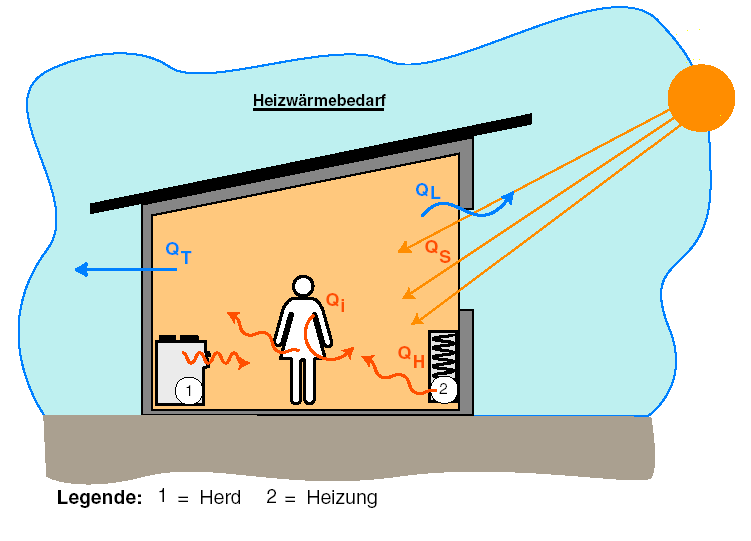 Heizwärmebedarf
QL
QT
QS
Qi
QH
1
2
Legende: 1 = Herd 2 = Heizung